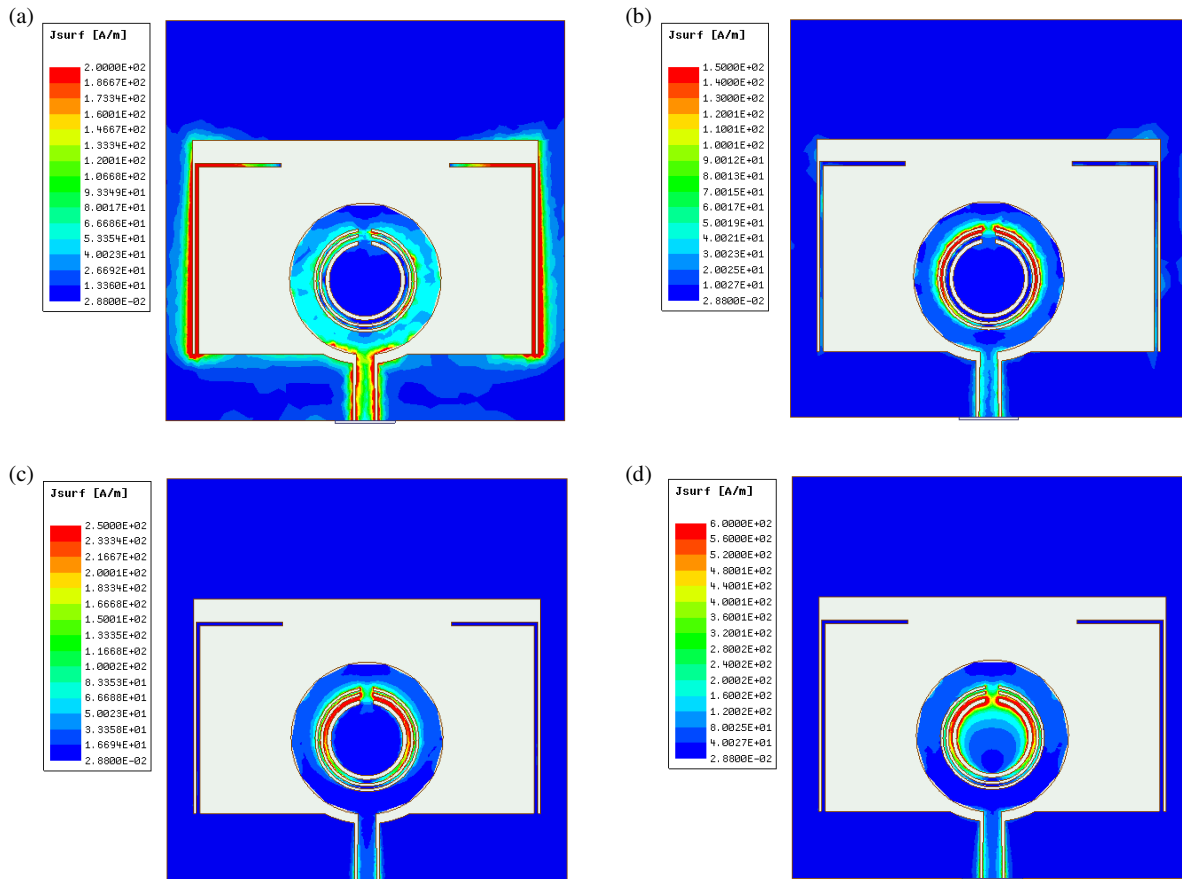 (a)
Jsurf [A/m]
2.0000E+02
1.8667E+02
1.7334E+02
1.6001E+02
1.4667E+02
1.3334E+02
1.2001E+02
1.0668E+02
9.3349E+01
8.0017E+01
6.6686E+01
5.3354E+01
4.0023E+01
2.6692E+01
1.3360E+01
2.8800E-02
(b)
Jsurf [A/m]
1.5000E+02
1.4000E+02
1.3000E+02
1.2001E+02
1.1001E+02
1.0001E+02
9.0012E+01
8.0013E+01
7.0015E+01
6.0017E+01
5.0019E+01
4.0021E+01
3.0023E+01
2.0025E+01
1.0027E+01
2.8800E-02
(c)
Jsurf [A/m]
2.5000E+02
2.3334E+02
2.1667E+02
2.0001E+02
1.8334E+02
1.6668E+02
1.5001E+02
1.3335E+02
1.1668E+02
1.0002E+02
8.3353E+01
6.6688E+01
5.0023E+01
3.3358E+01
1.6694E+01
2.8800E-02
(d)
Jsurf [A/m]
6.0000E+02
5.6000E+02
5.2000E+02
4.8001E+02
4.4001E+02
4.0001E+02
3.6001E+02
3.2001E+02
2.8002E+02
2.4002E+02
2.0002E+02
1.6002E+02
1.2002E+02
8.0025E+01
4.0027E+01
2.8800E-02